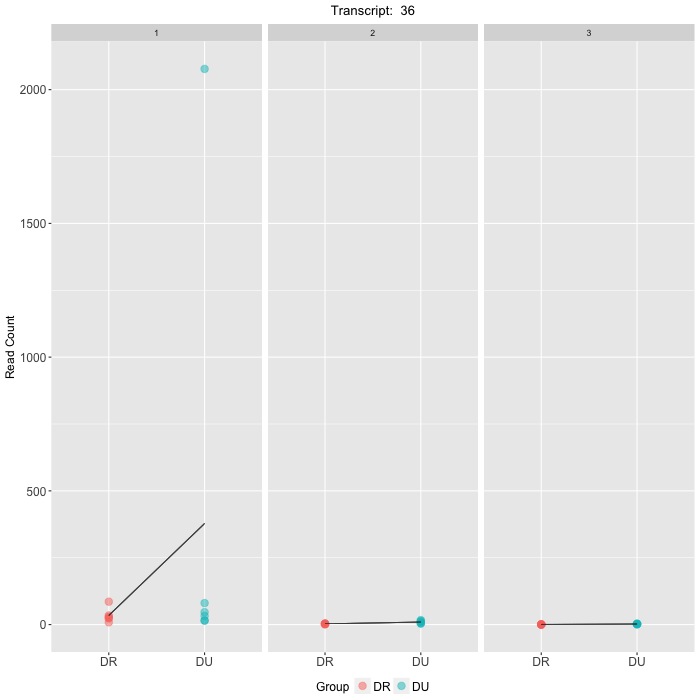 Transcript:  36
1 2 3
2000
1500
1000
500
0
Read Count
DR DU DR DU DR DU
Group DR DU